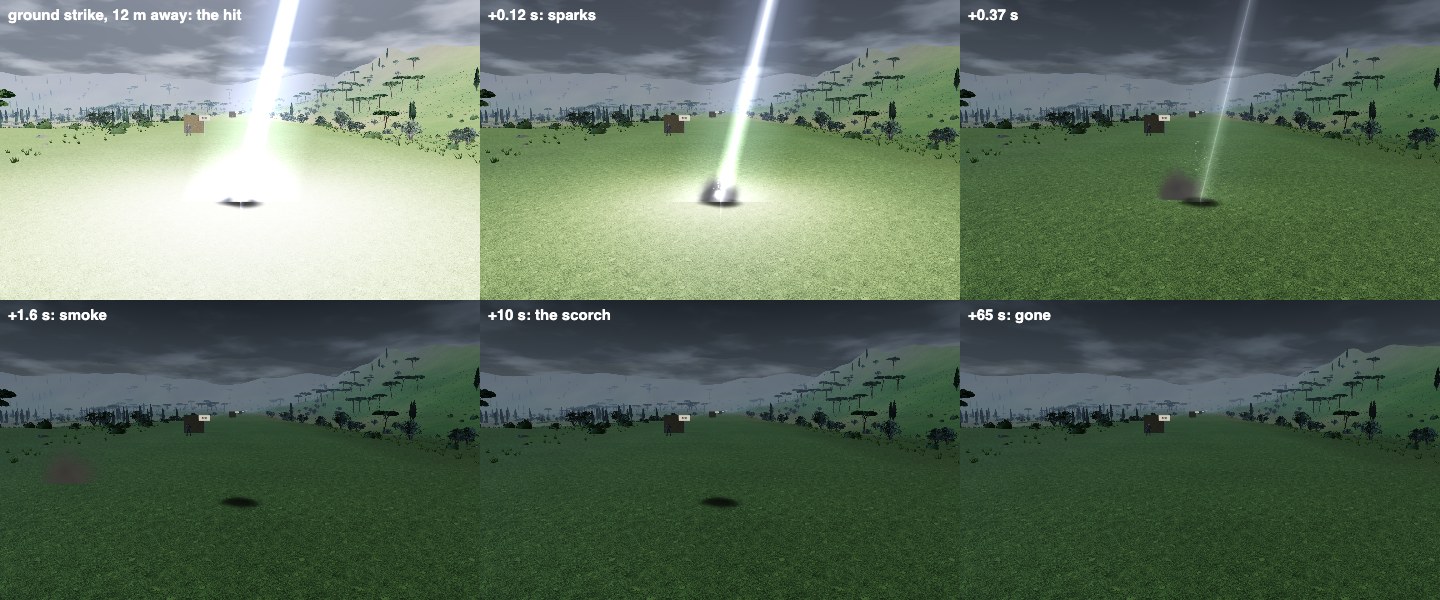 ground strike, 12 m away: the hit
+0.12 s: sparks
+0.37 s
+1.6 s: smoke
+10 s: the scorch
+65 s: gone